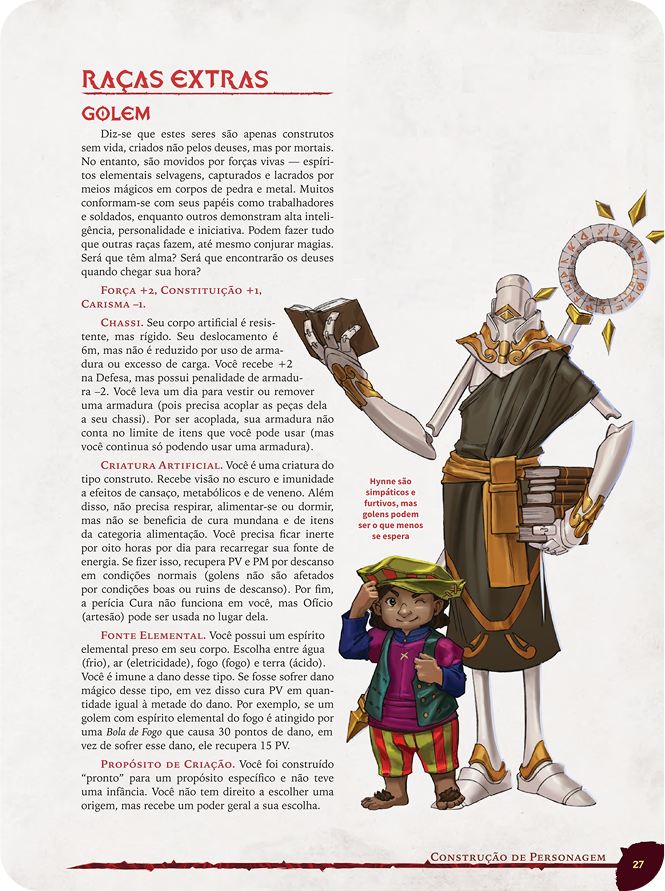 RAÇAS EXTRAS
GOLEM
Diz-se que estes seres são apenas construtos
sem vida, criados não pelos deuses, mas por mortais.
No entanto, são movidos por forças vivas — espíri-
tos elementais selvagens, capturados e lacrados por
meios mágicos em corpos de pedra e metal. Muitos
conformam-se com seus papéis como trabalhadores
e soldados, enquanto outros demonstram alta inteli-
gência, personalidade e iniciativa. Podem fazer tudo
que outras raças fazem, até mesmo conjurar magias.
Será que têm alma? Será que encontrarão os deuses
quando chegar sua hora?
Força +2, Constituição +1,
Carisma –1.
Chassi. Seu corpo artificial é resis-
tente, mas rígido. Seu deslocamento é
6m, mas não é reduzido por uso de arma-
dura ou excesso de carga. Você recebe +2
na Defesa, mas possui penalidade de armadu-
ra –2. Você leva um dia para vestir ou remover
uma armadura (pois precisa acoplar as peças dela
a seu chassi). Por ser acoplada, sua armadura não
conta no limite de itens que você pode usar (mas
você continua só podendo usar uma armadura).
Criatura Artificial. Você é uma criatura do
tipo construto. Recebe visão no escuro e imunidade
a efeitos de cansaço, metabólicos e de veneno. Além
disso, não precisa respirar, alimentar-se ou dormir,
mas não se beneficia de cura mundana e de itens
da categoria alimentação. Você precisa ficar inerte
por oito horas por dia para recarregar sua fonte de
energia. Se fizer isso, recupera PV e PM por descanso
em condições normais (golens não são afetados
por condições boas ou ruins de descanso). Por fim,
a perícia Cura não funciona em você, mas Ofício
(artesão) pode ser usada no lugar dela.
Fonte Elemental. Você possui um espírito
elemental preso em seu corpo. Escolha entre água
(frio), ar (eletricidade), fogo (fogo) e terra (ácido).
Você é imune a dano desse tipo. Se fosse sofrer dano
mágico desse tipo, em vez disso cura PV em quan-
tidade igual à metade do dano. Por exemplo, se um
golem com espírito elemental do fogo é atingido por
uma Bola de Fogo que causa 30 pontos de dano, em
vez de sofrer esse dano, ele recupera 15 PV.
Propósito de Criação. Você foi construído
“pronto” para um propósito específico e não teve
uma infância. Você não tem direito a escolher uma
origem, mas recebe um poder geral a sua escolha.
Hynne são
simpáticos e
furtivos, mas
golens podem
ser o que menos
se espera
Construção de Personagem
27